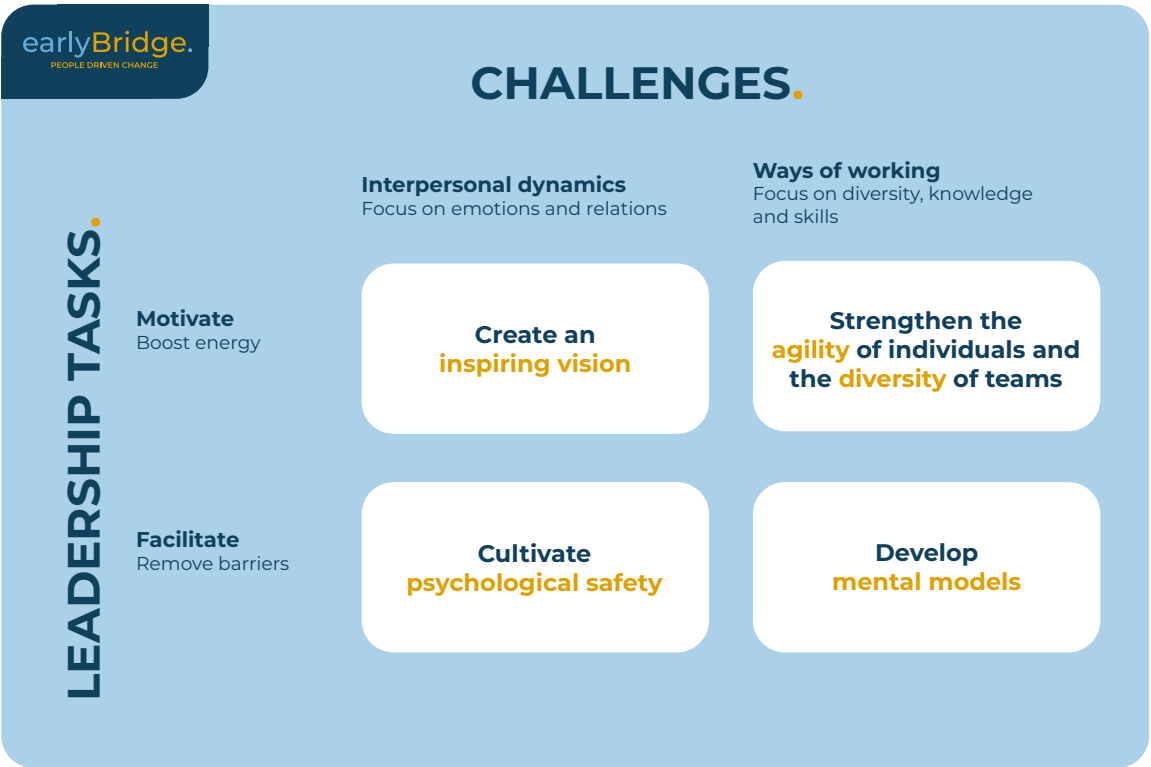 earlyBridge.
PEOPLE DRIVEN CHANGE
CHALLENGES.
Interpersonal dynamics
Focus on emotions and relations
Ways of working
Focus on diversity, knowledge
and skills
LEADERSHIP TASKS.
Motivate
Boost energy
Create an
inspiring vision
Strengthen the
agility of individuals and
the diversity of teams
Facilitate
Remove barriers
Cultivate
psychological safety
Develop
mental models